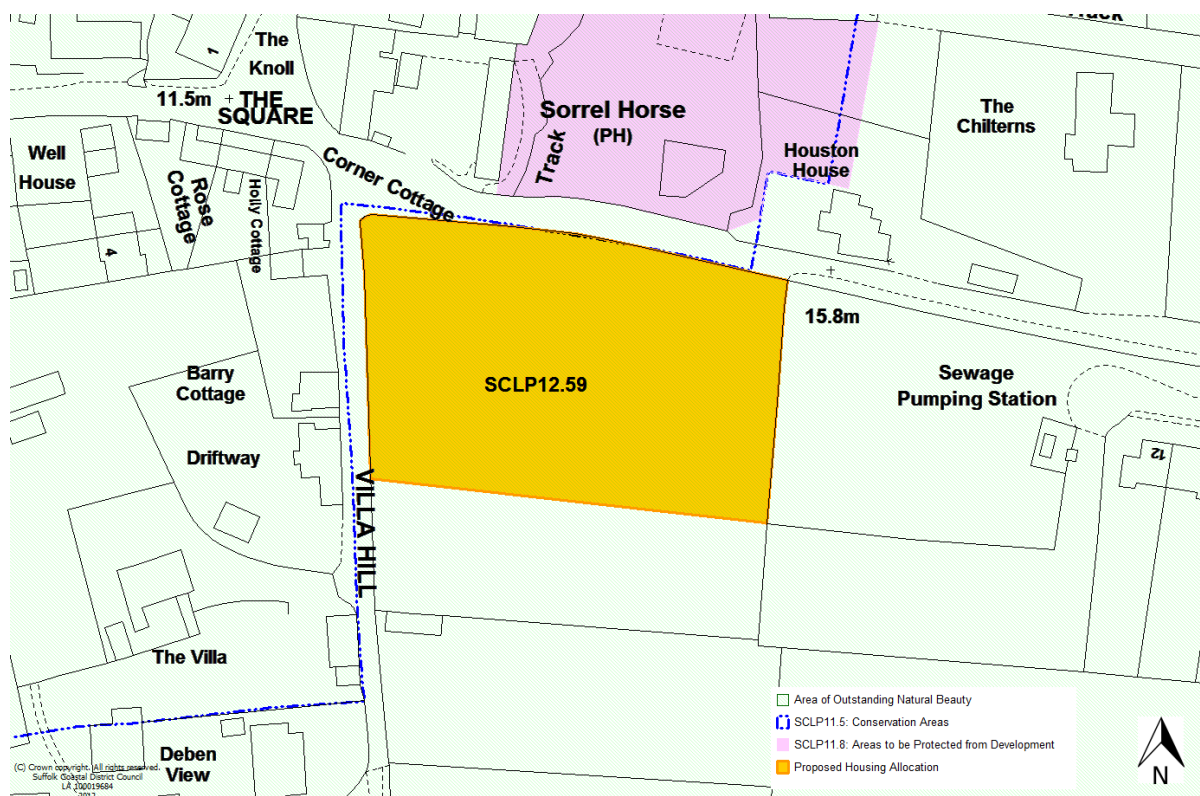 Track
The
Knoll
1
11.5m
THE
SQUARE
Sorrel Horse
(PH)
The
Chilterns
Well
House
Track
Houston
House
Corner Cottage
Rose
Cottage
Holly Cottage
4
15.8m
SCLP12.59
Barry
Cottage
Sewage
Pumping Station
Driftway
12
VILLA HILL
The Villa
Area of Outstanding Natural Beauty
SCLP11.5: Conservation Areas
SCLP11.8: Areas to be Protected from Development
Proposed Housing Allocation
Deben
View
(C) Crown copyright. All rights reserved.
Suffolk Coastal District Council
LA 100019684
2012
N